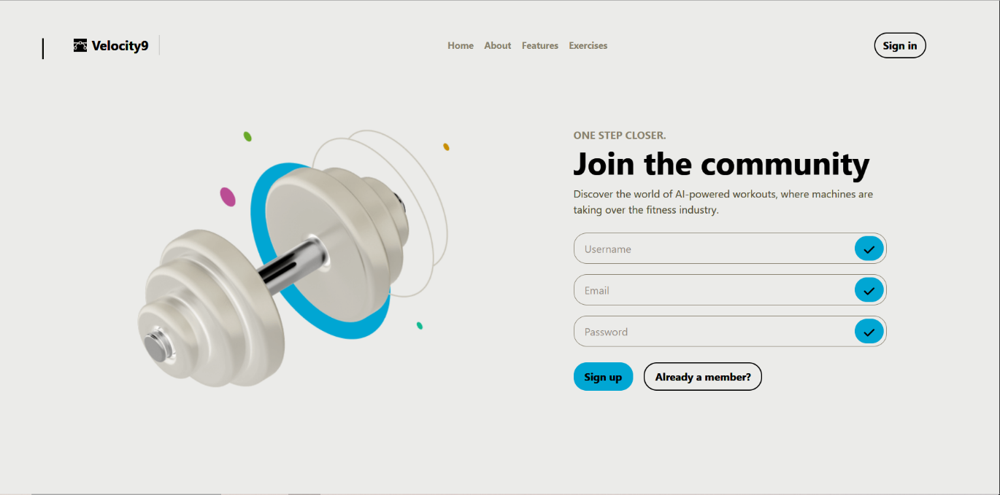 Velocity9
Home About Features Exercises
Sign in
ONE STEP CLOSER.
Join the community
Discover the world of AI-powered workouts, where machines are
taking over the fitness industry.
Username
Email
Password
Sign up
Already a member?